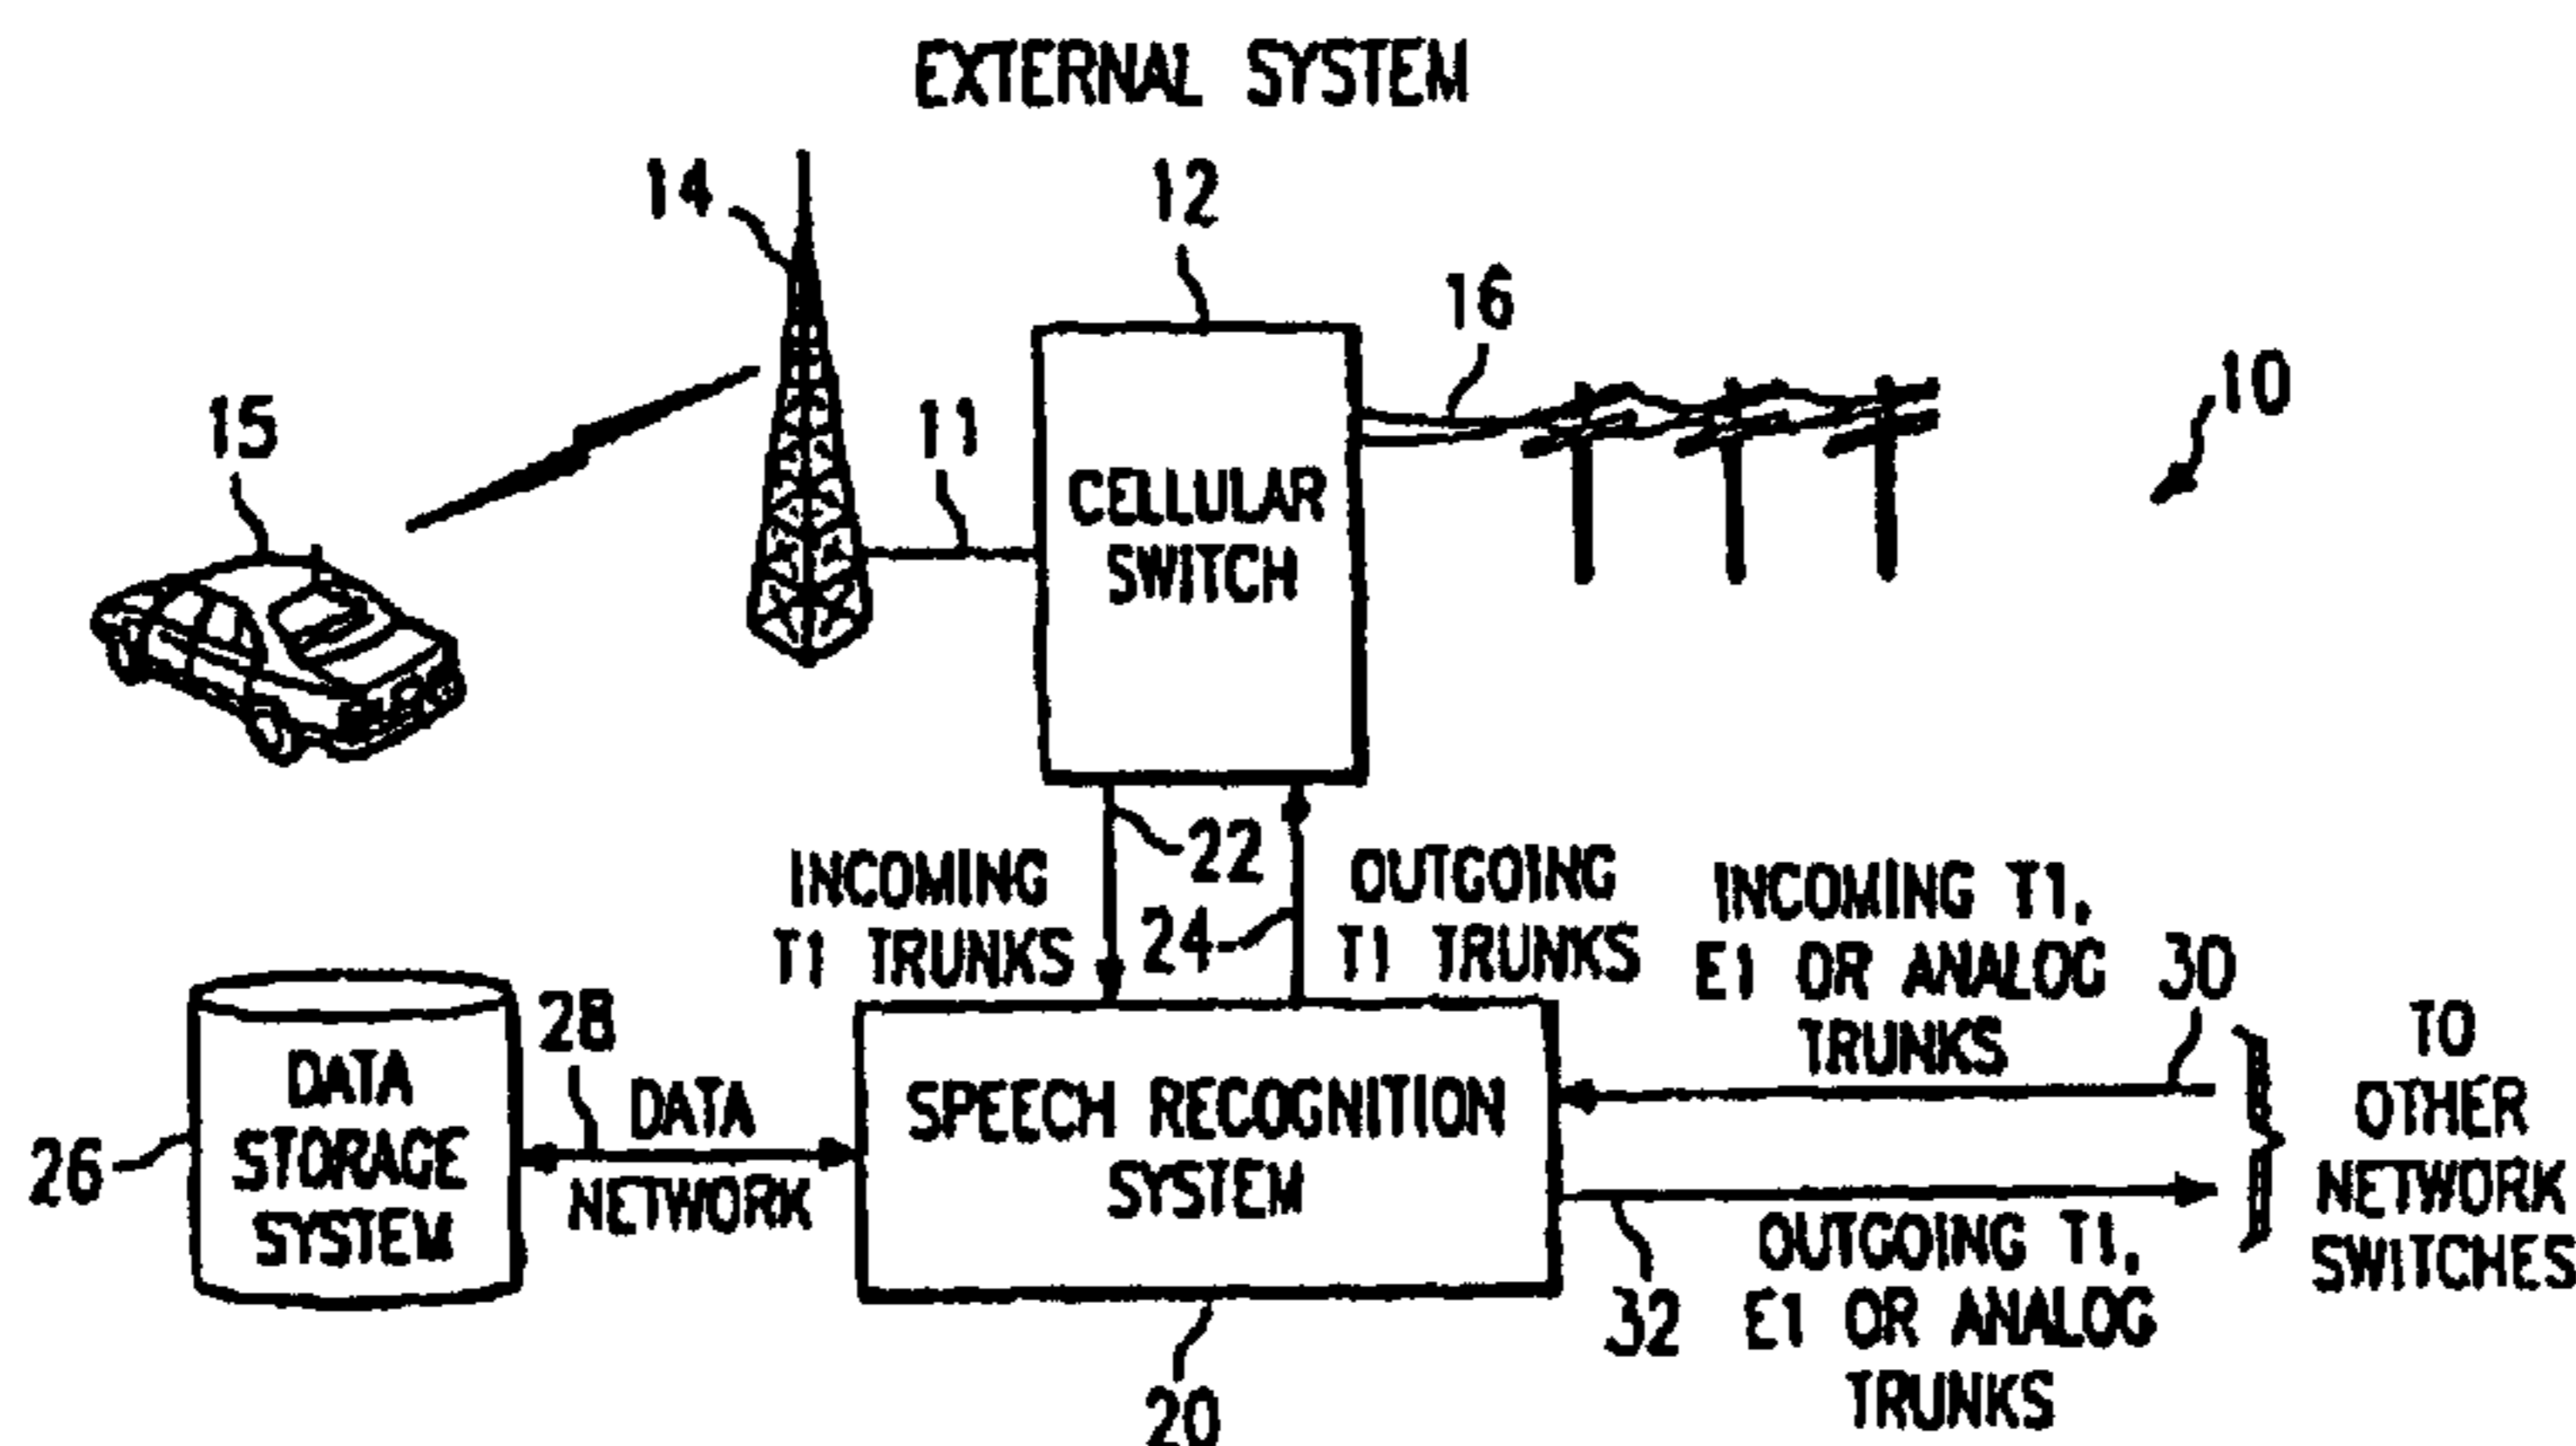 EXTERNAL SYSTEM
14
12
16
10
15
11
CELLULAR
SWITCH
22
INCOMING
T1 TRUNKS
24
OUTGOING
T1 TRUNKS
INCOMING T1,
E1 OR ANALOG
TRUNKS
30
TO
OTHER
NETWORK
SWITCHES
26
DATA
STORAGE
SYSTEM
28
DATA
NETWORK
SPEECH RECOGNITION
SYSTEM
32
OUTGOING T1,
E1 OR ANALOG
TRUNKS
20